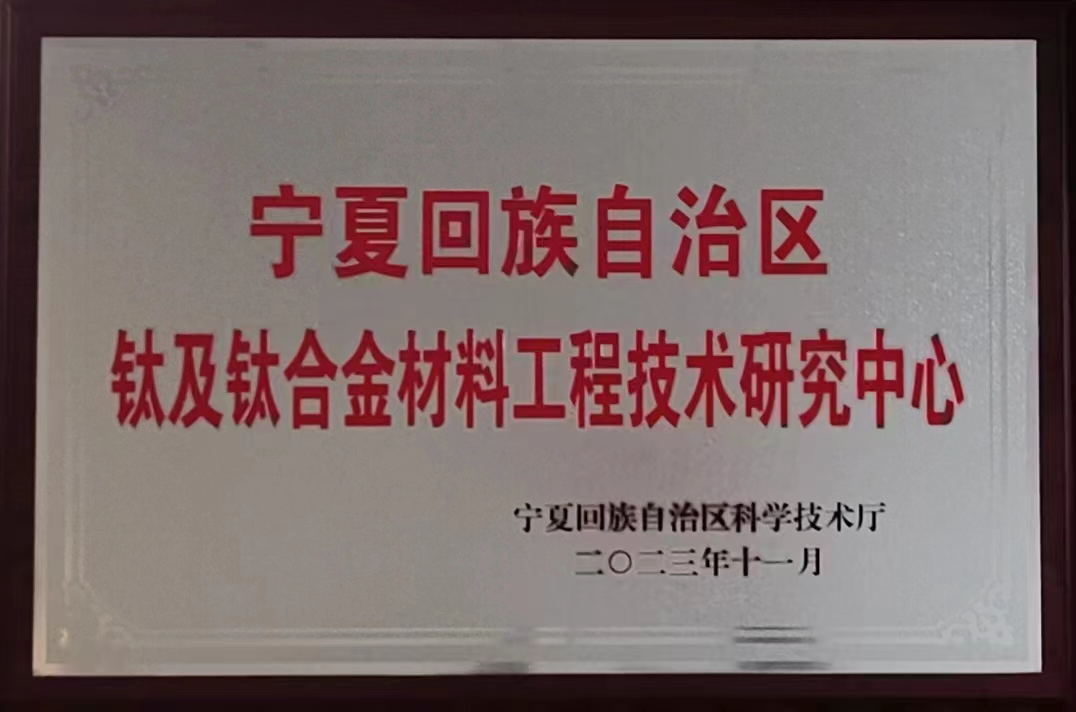 宁夏回族自治区
钛及钛合金材料工程技术研究中心
宁夏回族自治区科学技术厅
二〇二三年十一月